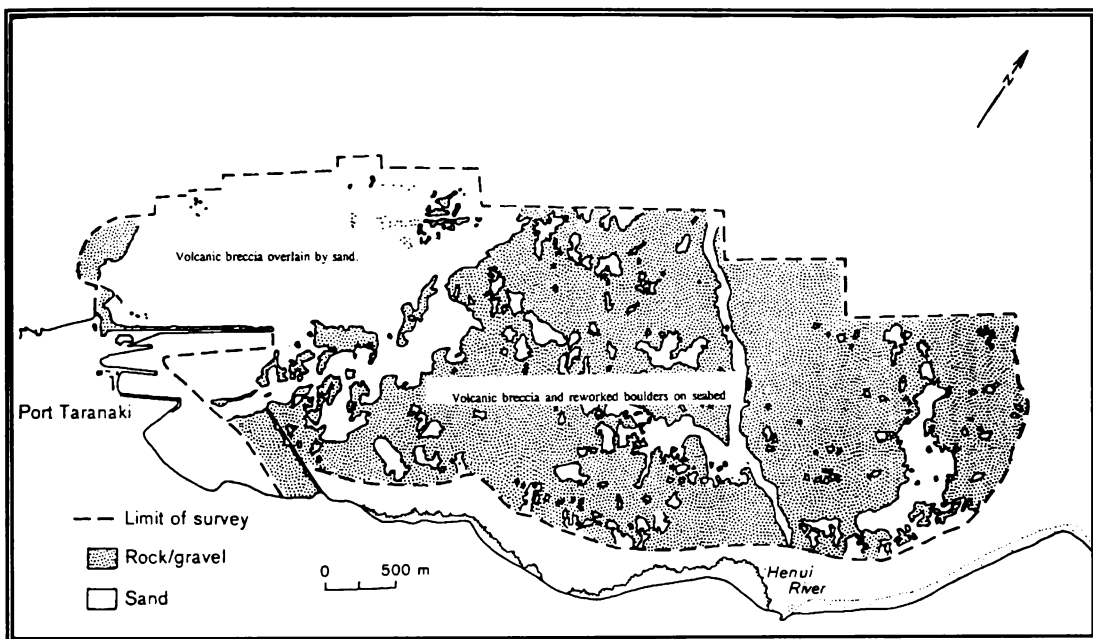 N
Volcanic breccia overlain by sand.
Volcanic breccia and reworked boulders on seabed
Port Taranaki
Limit of survey
Rock/gravel
Sand
0 500 m
Henui
River